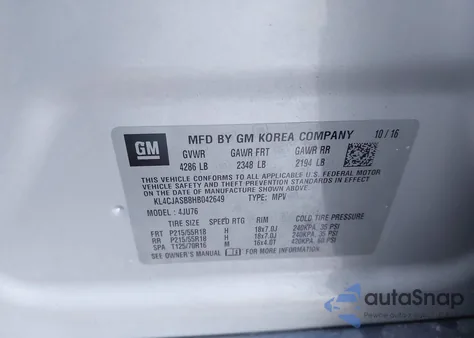 GM
MFD BY GM KOREA COMPANY 10/16
GVWR GAWR FRT GAWR RR
4286 LB 2348 LB 2194 LB
THIS VEHICLE CONFORMS TO ALL APPLICABLE U.S. FEDERAL MOTOR
VEHICLE SAFETY, BUMPER, AND THEFT PREVENTION STANDARDS IN
EFFECT ON THE DATE OF MANUFACTURE SHOWN ABOVE.
KL4CJASB8HB042649 TYPE: MPV
MODEL: 4JU76
TIRE SIZE SPEED RTG RIM COLD TIRE PRESSURE
FRT P215/55R18 H 18x7.0J 240KPA, 35 PSI
RR P215/55R18 H 18x7.0J 240KPA, 35 PSI
SPA T125/70R16 M 16x4.0T 420KPA, 60 PSI
SEE OWNER'S MANUAL FOR MORE INFORMATION
autoSnap